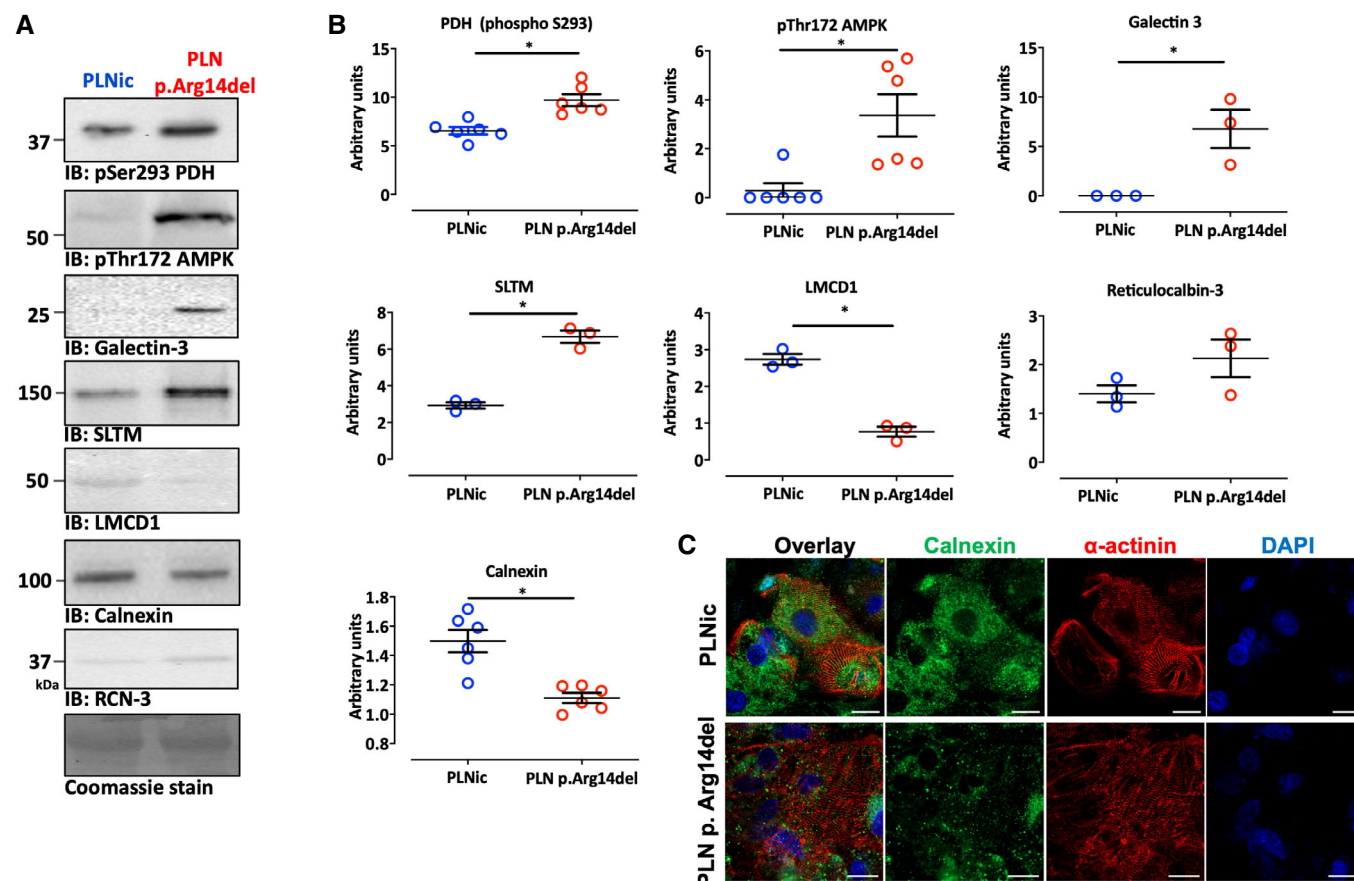 A
PLNic
PLN
p.Arg14del
37
IB: pSer293 PDH
50
IB: pThr172 AMPK
25
IB: Galectin-3
150
IB: SLTM
50
IB: LMCD1
100
IB: Calnexin
37
kDa
IB: RCN-3
Coomassie stain
B
PDH (phospho S293)
*
15
10
5
0
Arbitrary units
PLNic PLN p.Arg14del
pThr172 AMPK
*
6
4
2
0
Arbitrary units
PLNic PLN p.Arg14del
Galectin 3
*
15
10
5
0
Arbitrary units
PLNic PLN p.Arg14del
SLTM
*
8
6
4
2
0
Arbitrary units
PLNic PLN p.Arg14del
LMCD1
*
4
3
2
1
0
Arbitrary units
PLNic PLN p.Arg14del
Reticulocalbin-3
3
2
1
0
Arbitrary units
PLNic PLN p.Arg14del
Calnexin
*
1.8
1.6
1.4
1.2
1.0
0.8
Arbitrary units
PLNic PLN p.Arg14del
C
Overlay Calnexin α-actinin DAPI
PLNic
PLN p. Arg14del